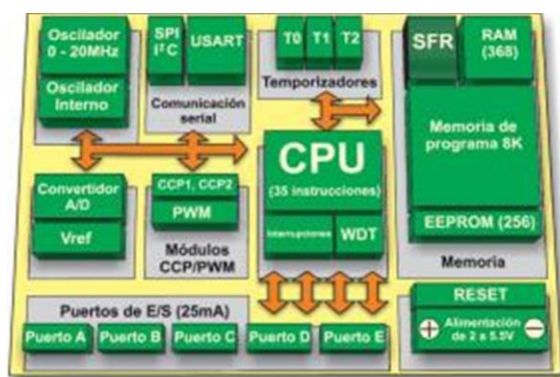 Oscilador
0 - 20MHz
Oscilador
Interno
SPI
I²C
USART
Comunicación
serial
T0
T1
T2
Temporizadores
SFR
RAM
(368)
Memoria de
programa 8K
EEPROM (256)
Memoria
CPU
(35 instrucciones)
Interrupciones
WDT
Convertidor
A/D
Vref
CCP1, CCP2
PWM
Módulos
CCP/PWM
Puertos de E/S (25mA)
Puerto A
Puerto B
Puerto C
Puerto D
Puerto E
RESET
+
Alimentación
de 2 a 5.5V
−